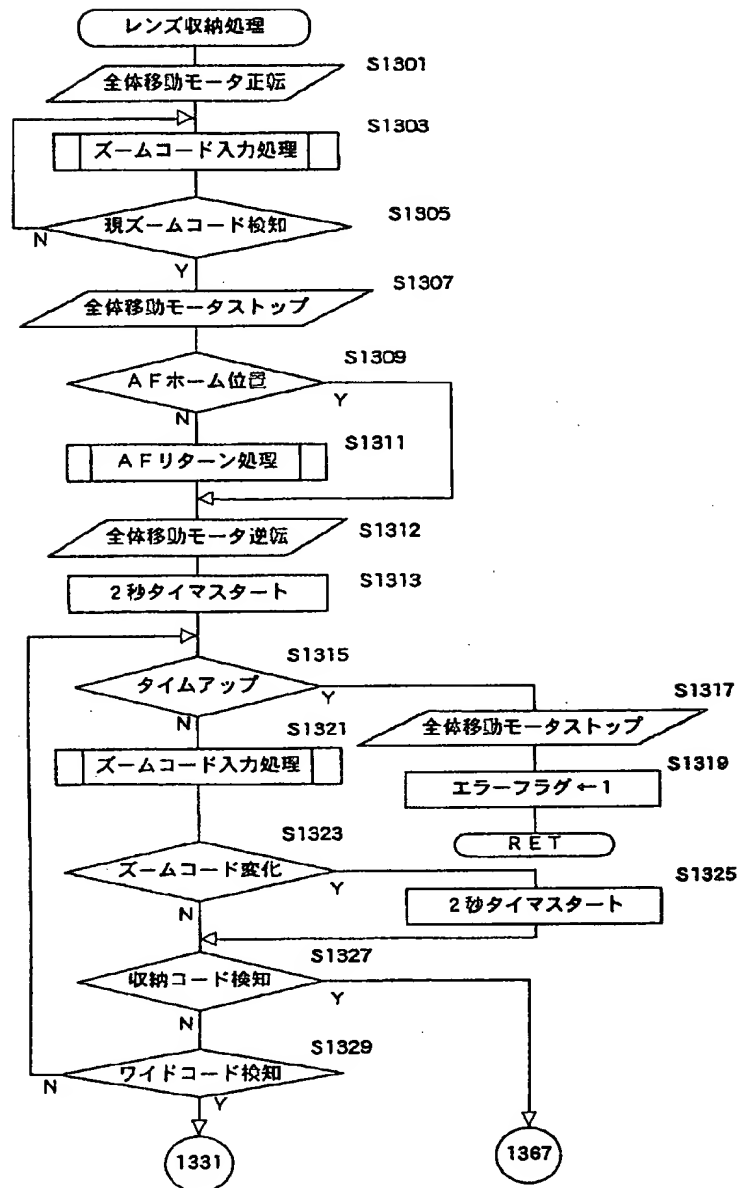 レンズ収納処理
全体移動モータ正転
S1301
ズームコード入力処理
S1303
現ズームコード検知
S1305
N
Y
全体移動モータストップ
S1307
AFホーム位置
S1309
Y
N
AFリターン処理
S1311
全体移動モータ逆転
S1312
2秒タイマスタート
S1313
タイムアップ
S1315
Y
N
全体移動モータストップ
S1317
ズームコード入力処理
S1321
エラーフラグ←1
S1319
RET
ズームコード変化
S1323
Y
N
2秒タイマスタート
S1325
収納コード検知
S1327
Y
N
ワイドコード検知
S1329
N
Y
1331
1367